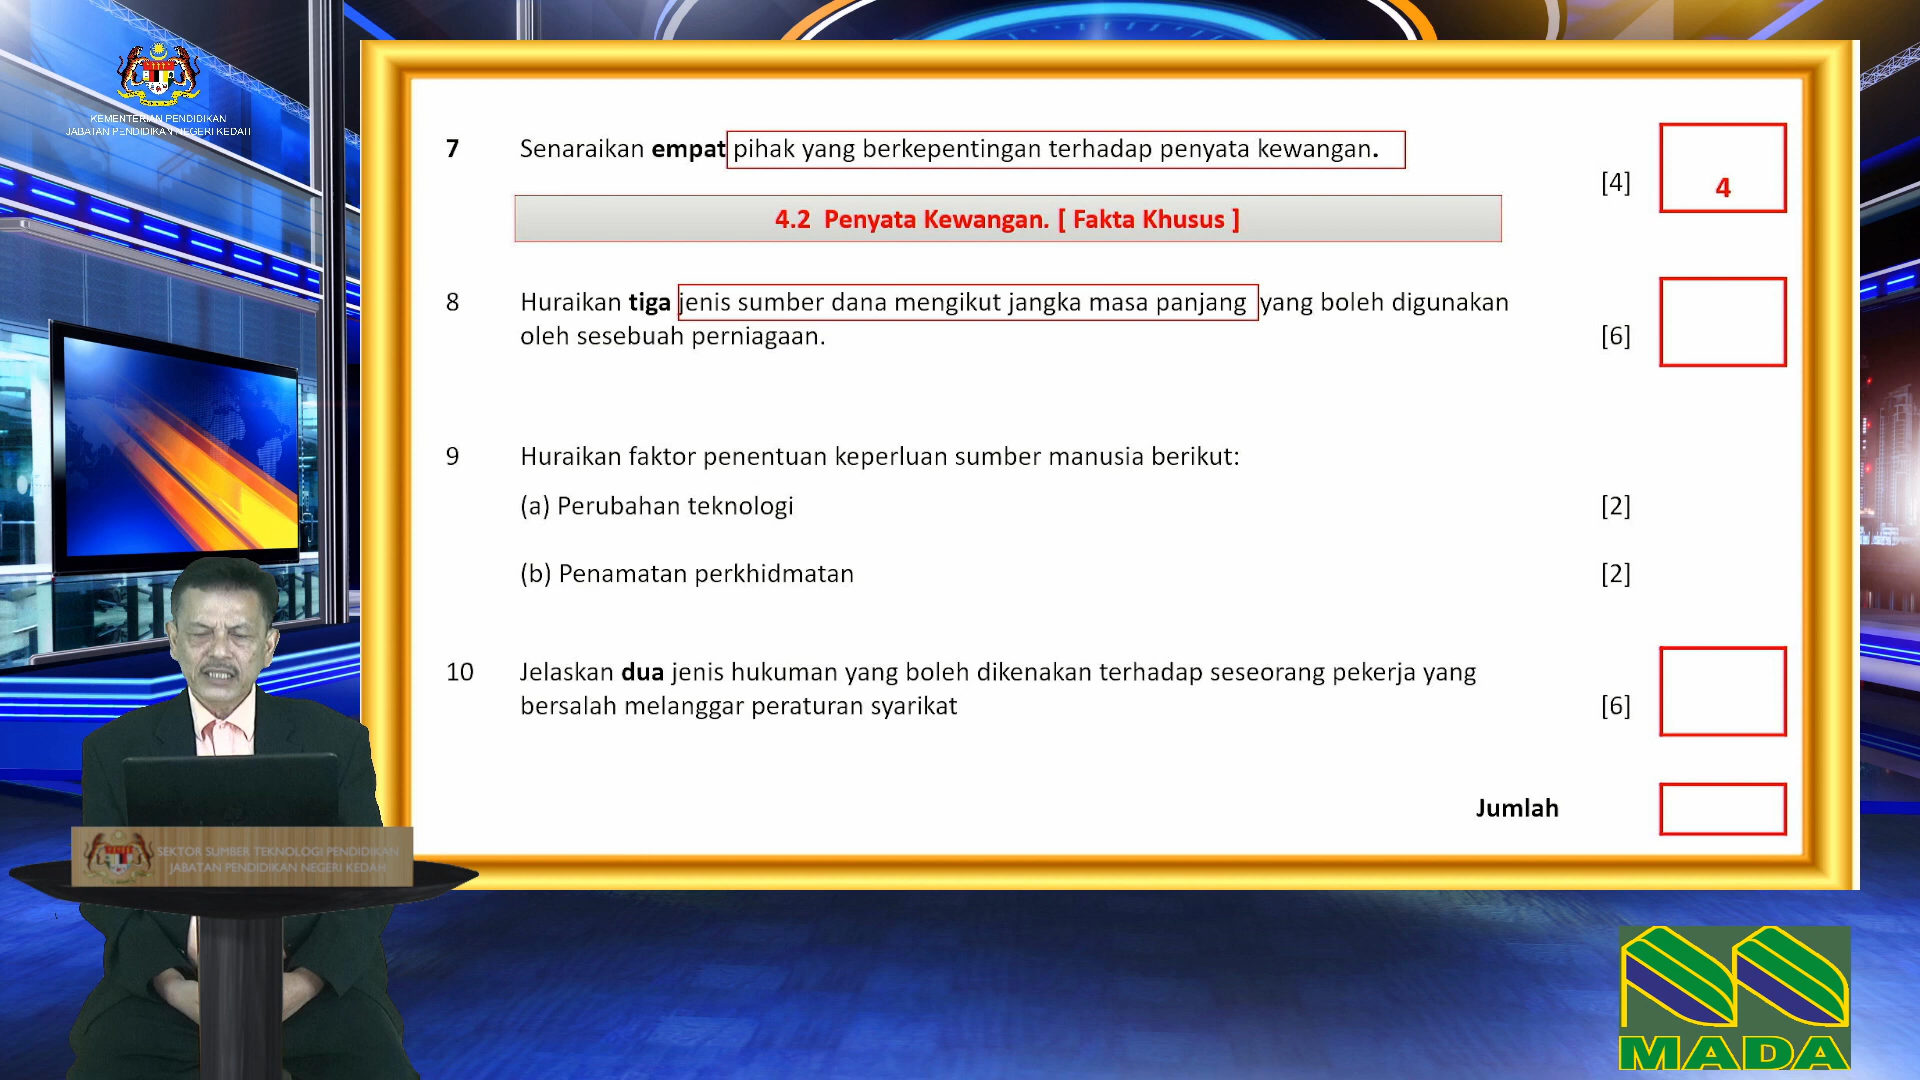 KEMENTERIAN PENDIDIKAN
JABATAN PENDIDIKAN NEGERI KEDAH
7 Senaraikan empat pihak yang berkepentingan terhadap penyata kewangan.
[4] 4
4.2 Penyata Kewangan. [ Fakta Khusus ]
8 Huraikan tiga jenis sumber dana mengikut jangka masa panjang yang boleh digunakan
oleh sesebuah perniagaan. [6]
9 Huraikan faktor penentuan keperluan sumber manusia berikut:
(a) Perubahan teknologi [2]
(b) Penamatan perkhidmatan [2]
10 Jelaskan dua jenis hukuman yang boleh dikenakan terhadap seseorang pekerja yang
bersalah melanggar peraturan syarikat [6]
Jumlah
SEKTOR SUMBER TEKNOLOGI PENDIDIKAN
JABATAN PENDIDIKAN NEGERI KEDAH
MADA